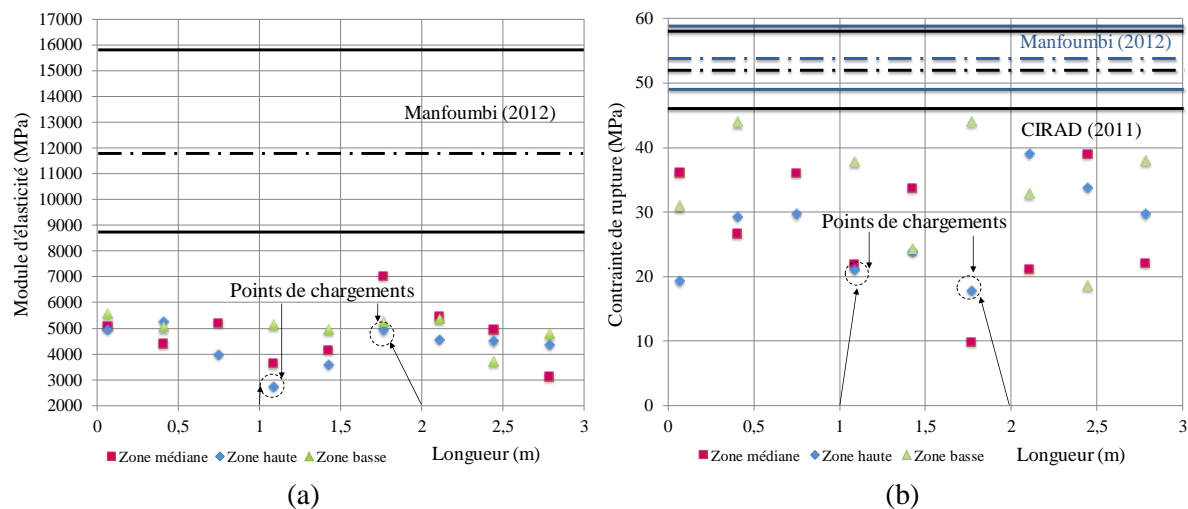 17000
16000
15000
14000
13000
12000
11000
10000
9000
8000
7000
6000
5000
4000
3000
2000
Module d'élasticité (MPa)
Manfoumbi (2012)
Points de chargements
0
0,5
1
1,5
2
2,5
3
Longueur (m)
Zone médiane
Zone haute
Zone basse
(a)
60
50
40
30
20
10
0
Contrainte de rupture (MPa)
Manfoumbi (2012)
CIRAD (2011)
Points de chargements
0
0,5
1
1,5
2
2,5
3
Longueur (m)
Zone médiane
Zone haute
Zone basse
(b)